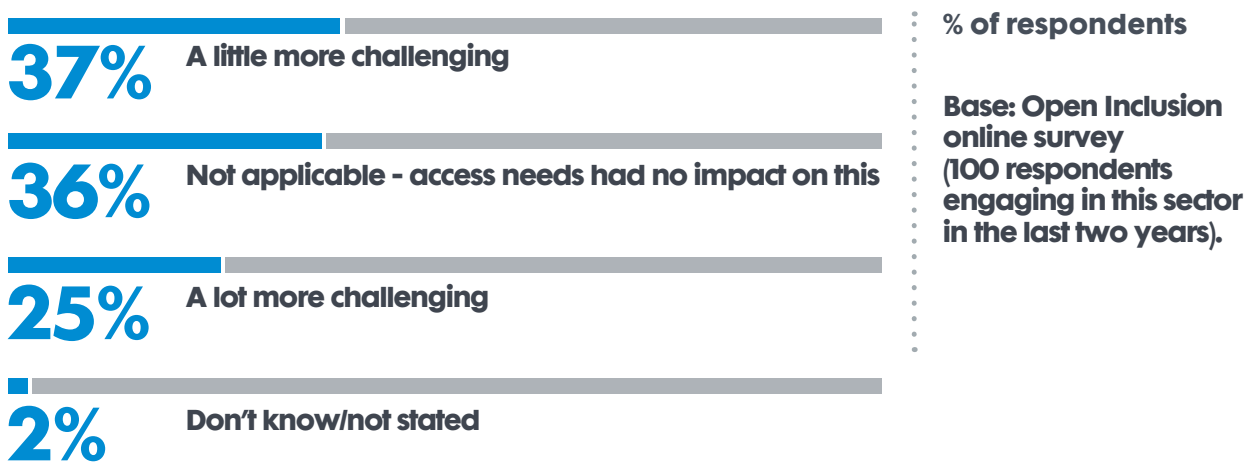 37% A little more challenging
36% Not applicable - access needs had no impact on this
25% A lot more challenging
2% Don't know/not stated
% of respondents
Base: Open Inclusion
online survey
(100 respondents
engaging in this sector
in the last two years).